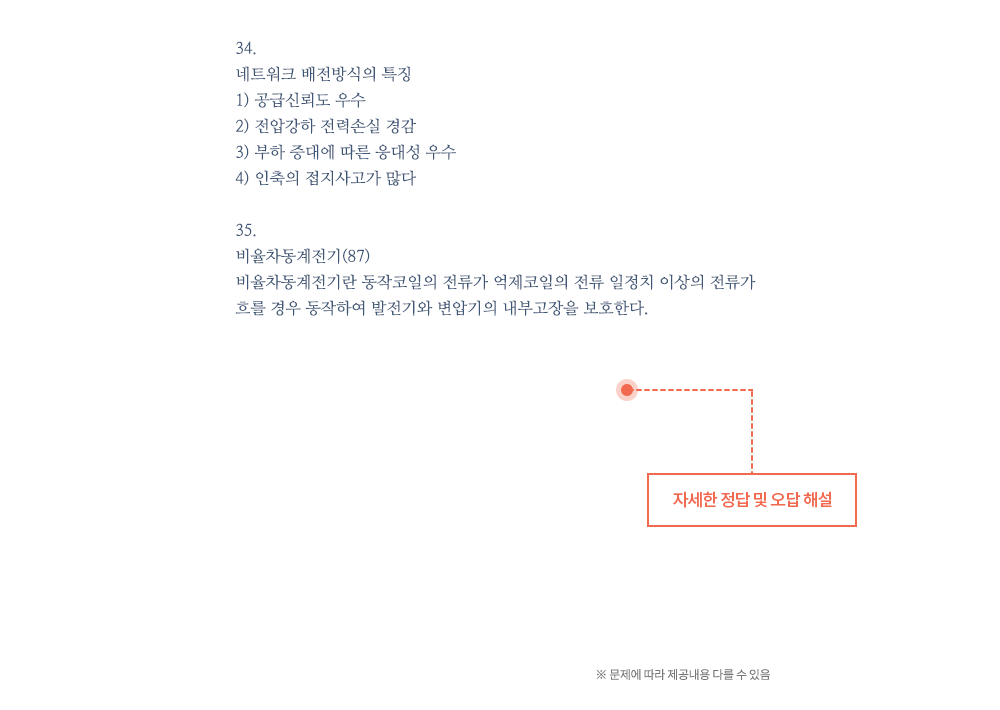 34.
네트워크 배전방식의 특징
1) 공급신뢰도 우수
2) 전압강하 전력손실 경감
3) 부하 증대에 따른 응대성 우수
4) 인축의 접지사고가 많다
35.
비율차동계전기(87)
비율차동계전기란 동작코일의 전류가 억제코일의 전류 일정치 이상의 전류가
흐를 경우 동작하여 발전기와 변압기의 내부고장을 보호한다.
자세한 정답 및 오답 해설
※ 문제에 따라 제공내용 다를 수 있음